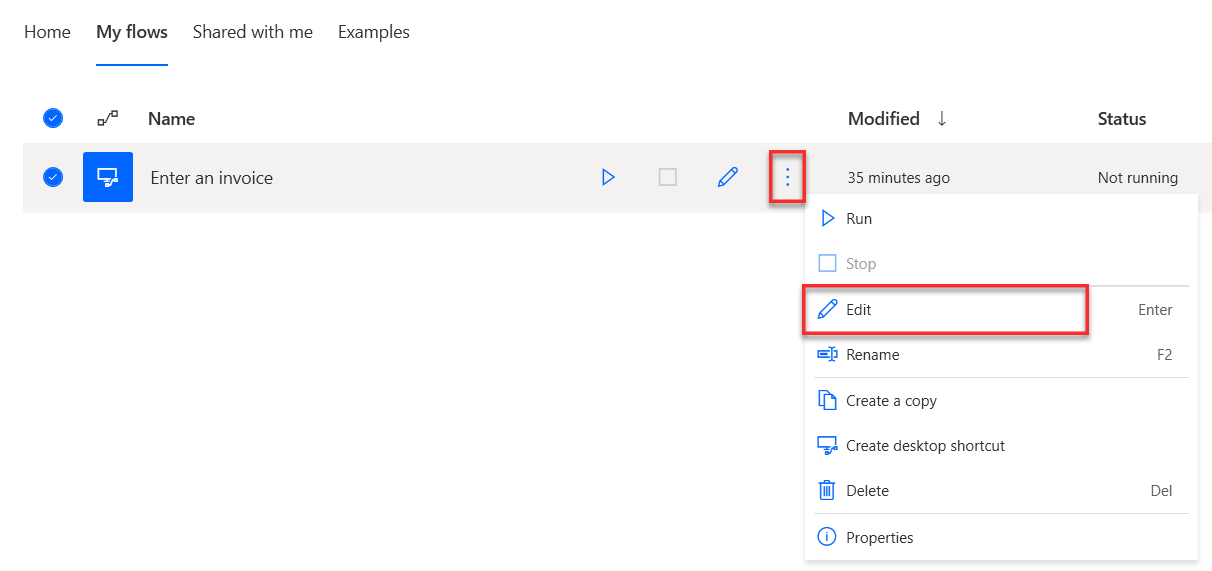 Home My flows Shared with me Examples
Name Modified Status
Enter an invoice 35 minutes ago Not running
Run
Stop
Edit Enter
Rename F2
Create a copy
Create desktop shortcut
Delete Del
Properties